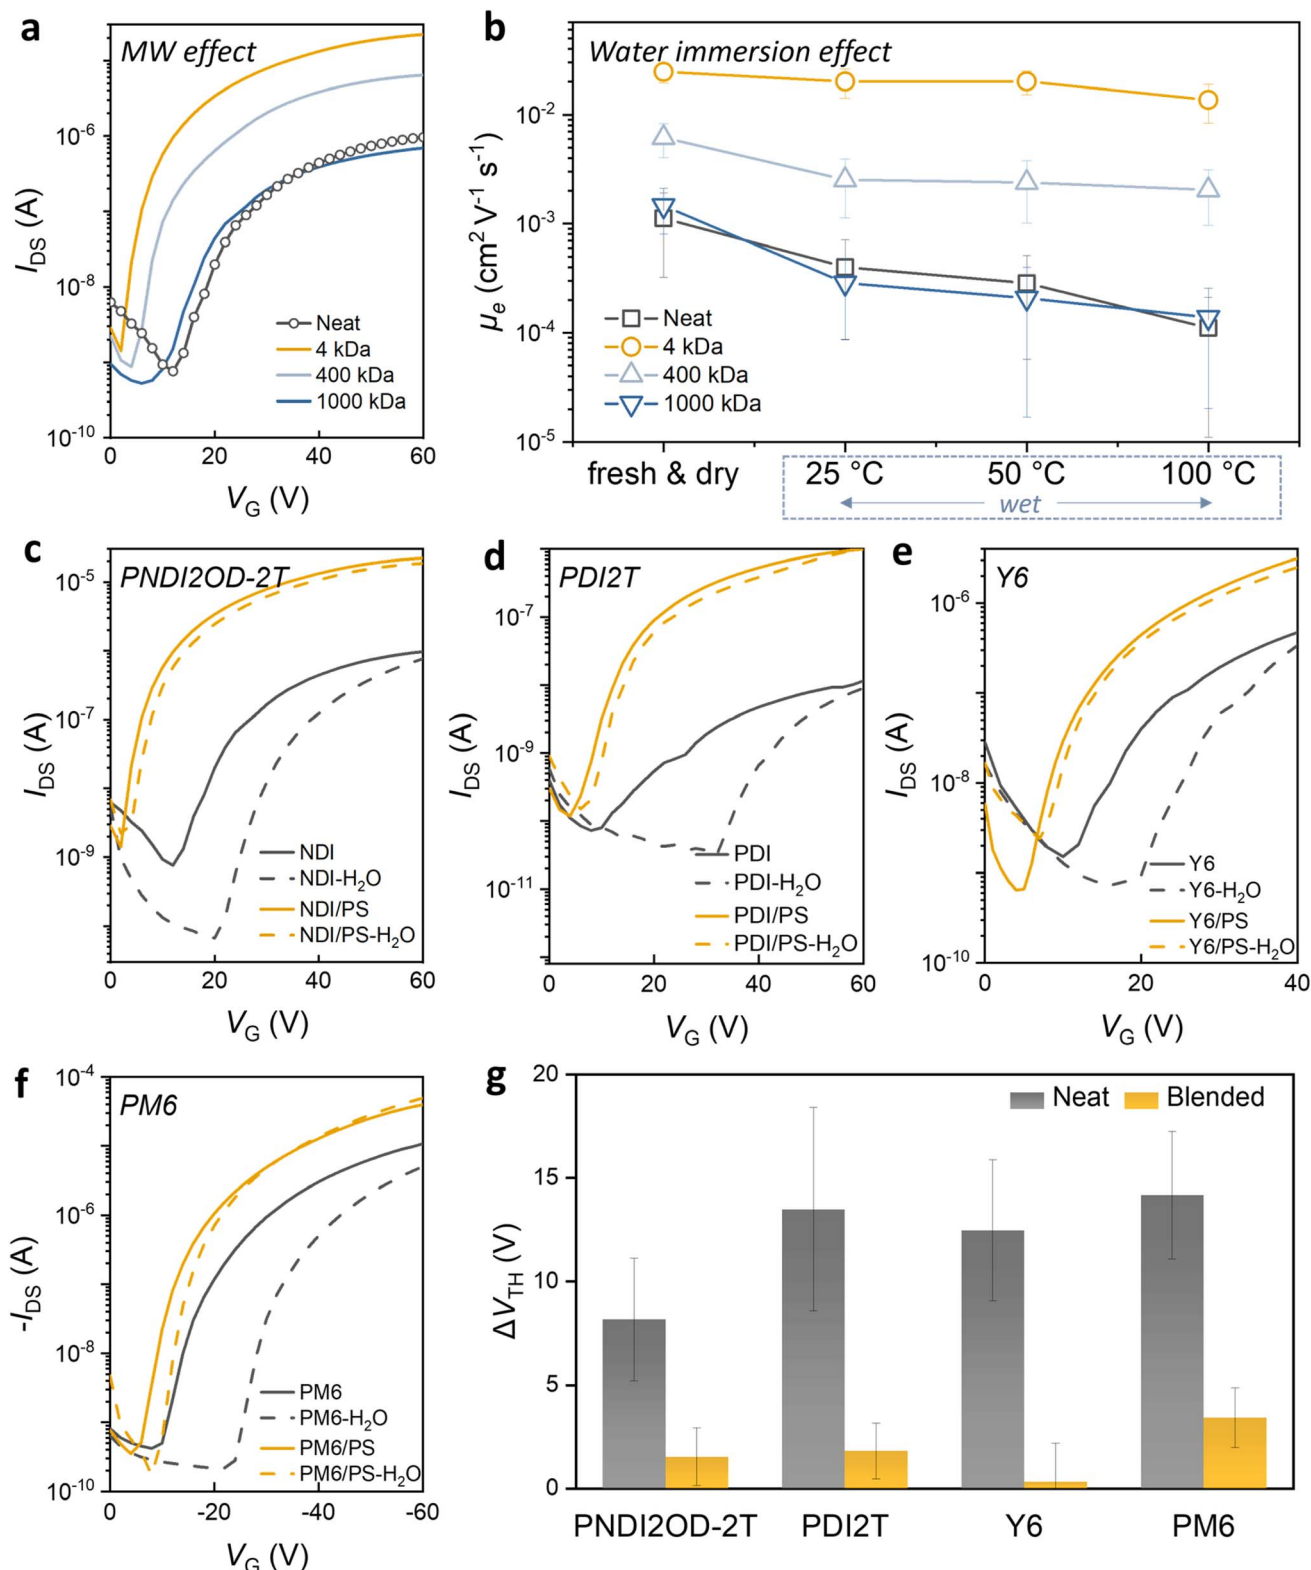 a
MW effect
I_DS (A)
10⁻⁶
10⁻⁸
10⁻¹⁰
Neat
4 kDa
400 kDa
1000 kDa
0 20 40 60
V_G (V)
b
Water immersion effect
μ_e (cm² V⁻¹ s⁻¹)
10⁻²
10⁻³
10⁻⁴
10⁻⁵
Neat
4 kDa
400 kDa
1000 kDa
fresh & dry 25 °C 50 °C 100 °C
wet
c
PNDI2OD-2T
I_DS (A)
10⁻⁵
10⁻⁷
10⁻⁹
NDI
NDI-H₂O
NDI/PS
NDI/PS-H₂O
0 20 40 60
V_G (V)
d
PDI2T
I_DS (A)
10⁻⁷
10⁻⁹
10⁻¹¹
PDI
PDI-H₂O
PDI/PS
PDI/PS-H₂O
0 20 40 60
V_G (V)
e
Y6
I_DS (A)
10⁻⁶
10⁻⁸
10⁻¹⁰
Y6
Y6-H₂O
Y6/PS
Y6/PS-H₂O
0 20 40
V_G (V)
f
PM6
-I_DS (A)
10⁻⁴
10⁻⁶
10⁻⁸
10⁻¹⁰
PM6
PM6-H₂O
PM6/PS
PM6/PS-H₂O
0 -20 -40 -60
V_G (V)
g
ΔV_TH (V)
20
15
10
5
0
Neat Blended
PNDI2OD-2T PDI2T Y6 PM6